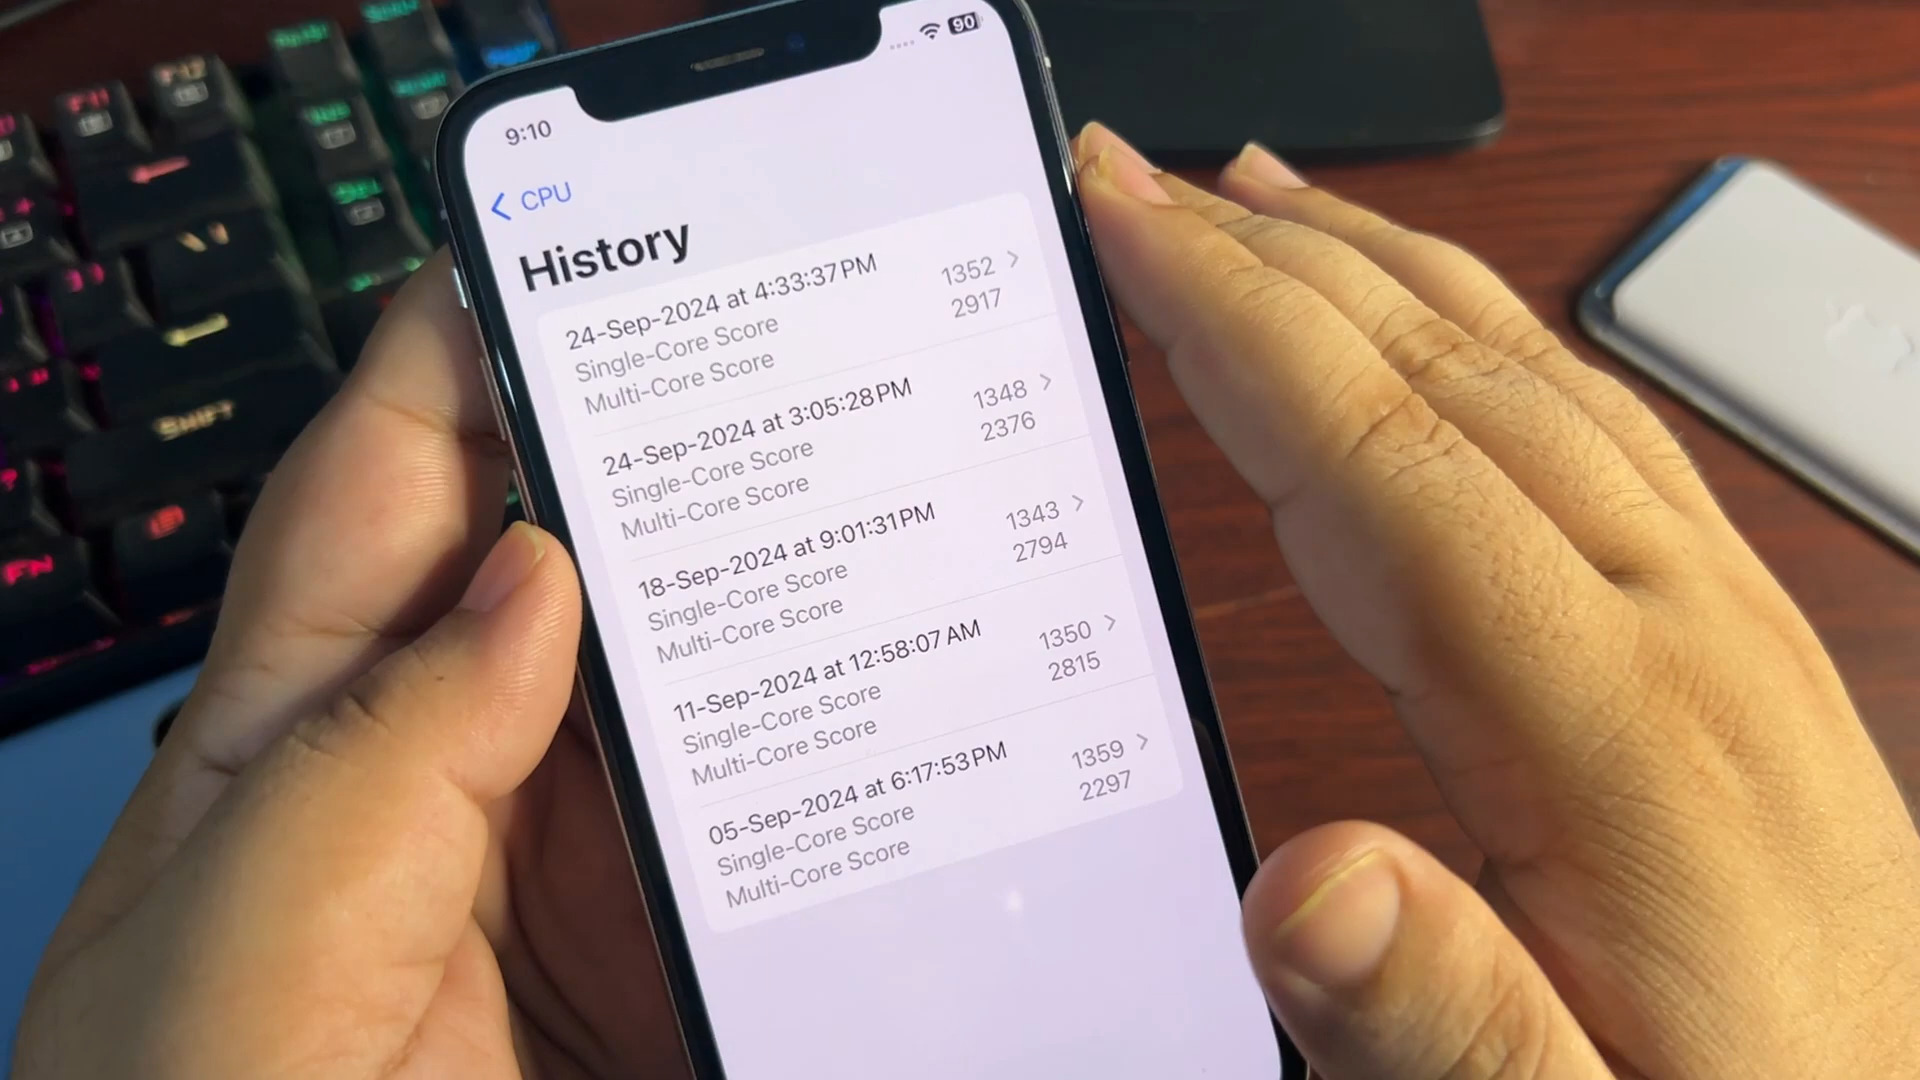 9:10
90
CPU
History
24-Sep-2024 at 4:33:37 PM
Single-Core Score 1352
Multi-Core Score 2917
24-Sep-2024 at 3:05:28 PM
Single-Core Score 1348
Multi-Core Score 2376
18-Sep-2024 at 9:01:31 PM
Single-Core Score 1343
Multi-Core Score 2794
11-Sep-2024 at 12:58:07 AM
Single-Core Score 1350
Multi-Core Score 2815
05-Sep-2024 at 6:17:53 PM
Single-Core Score 1359
Multi-Core Score 2297
F11
F12
SHIFT
FN